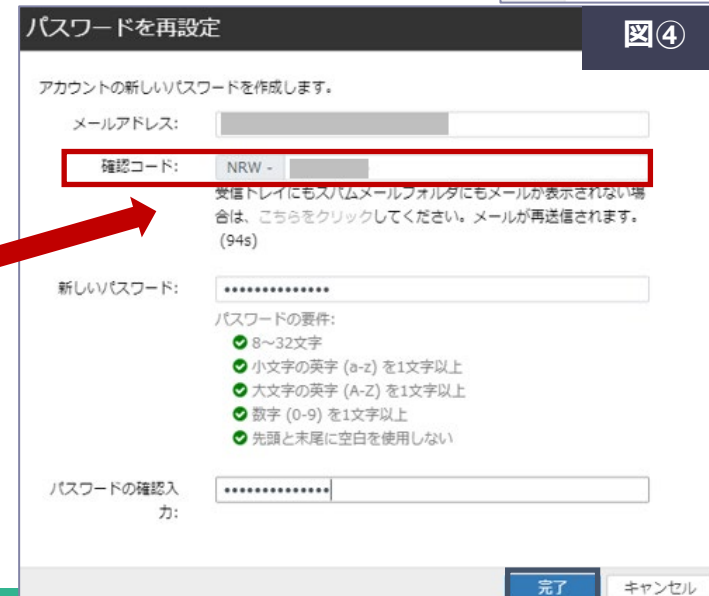 パスワードを再設定
図④
アカウントの新しいパスワードを作成します。
メールアドレス:
確認コード: NRW -
受信トレイにもスパムメールフォルダにもメールが表示されない場
合は、こちらをクリックしてください。メールが再送信されます。
(94s)
新しいパスワード: ••••••••••••••
パスワードの要件:
8～32文字
小文字の英字 (a-z) を1文字以上
大文字の英字 (A-Z) を1文字以上
数字 (0-9) を1文字以上
先頭と末尾に空白を使用しない
パスワードの確認入
力:
••••••••••••••
完了 キャンセル